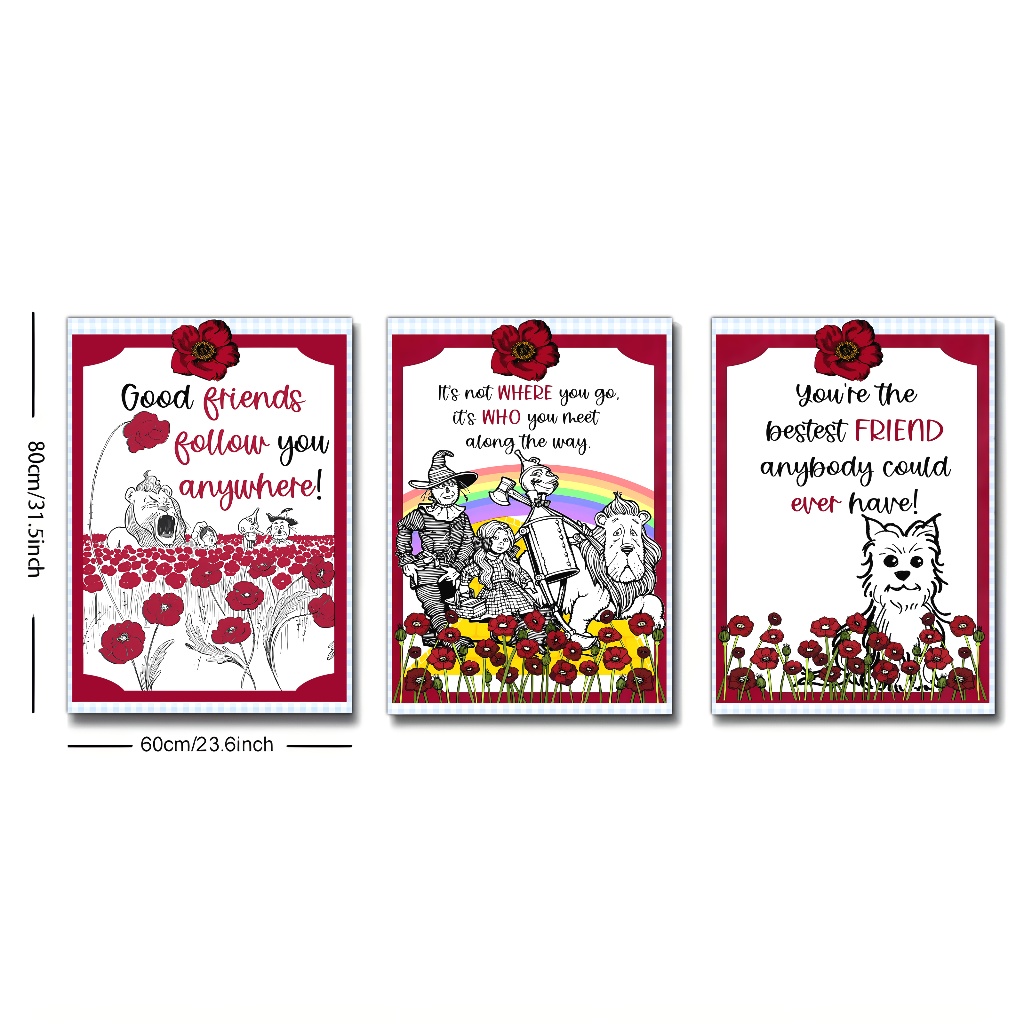 80cm/31.5inch
60cm/23.6inch
Good friends
follow you
anywhere!
It's not WHERE you go,
it's WHO you meet
along the way.
You're the
bestest FRIEND
anybody could
ever have!